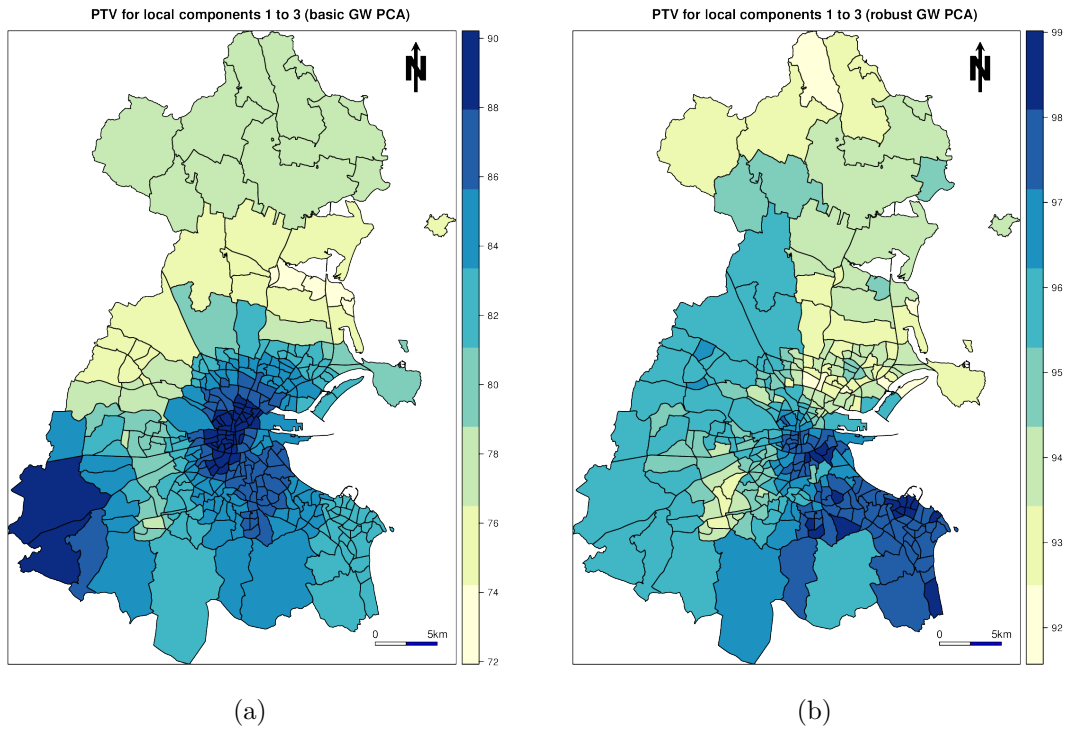 PTV for local components 1 to 3 (basic GW PCA)
N
90
88
86
84
82
80
78
76
74
72
0 5km
(a)
PTV for local components 1 to 3 (robust GW PCA)
N
99
98
97
96
95
94
93
92
0 5km
(b)